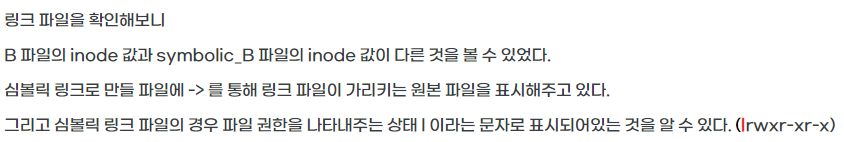 링크 파일을 확인해보니
B 파일의 inode 값과 symbolic_B 파일의 inode 값이 다른 것을 볼 수 있었다.
심볼릭 링크로 만들 파일에 -> 를 통해 링크 파일이 가리키는 원본 파일을 표시해주고 있다.
그리고 심볼릭 링크 파일의 경우 파일 권한을 나타내주는 상태 l 이라는 문자로 표시되어있는 것을 알 수 있다. (lrwxr-xr-x)